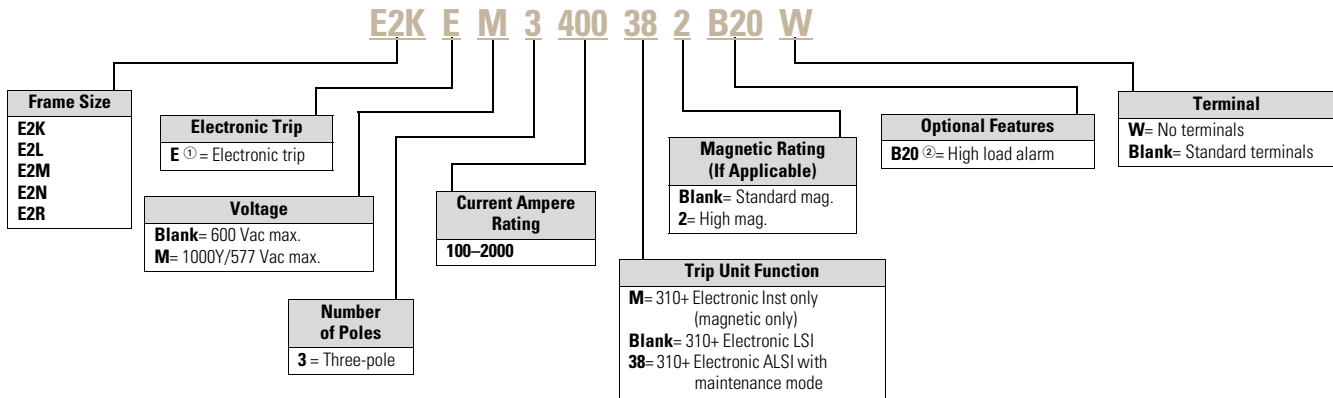 E2K E M 3 400 38 2 B20 W
Frame Size
E2K
E2L
E2M
E2N
E2R
Electronic Trip
E ① = Electronic trip
Voltage
Blank= 600 Vac max.
M= 1000Y/577 Vac max.
Number
of Poles
3 = Three-pole
Current Ampere
Rating
100–2000
Trip Unit Function
M= 310+ Electronic Inst only
(magnetic only)
Blank= 310+ Electronic LSI
38= 310+ Electronic ALSI with
maintenance mode
Magnetic Rating
(If Applicable)
Blank= Standard mag.
2= High mag.
Optional Features
B20 ②= High load alarm
Terminal
W= No terminals
Blank= Standard terminals